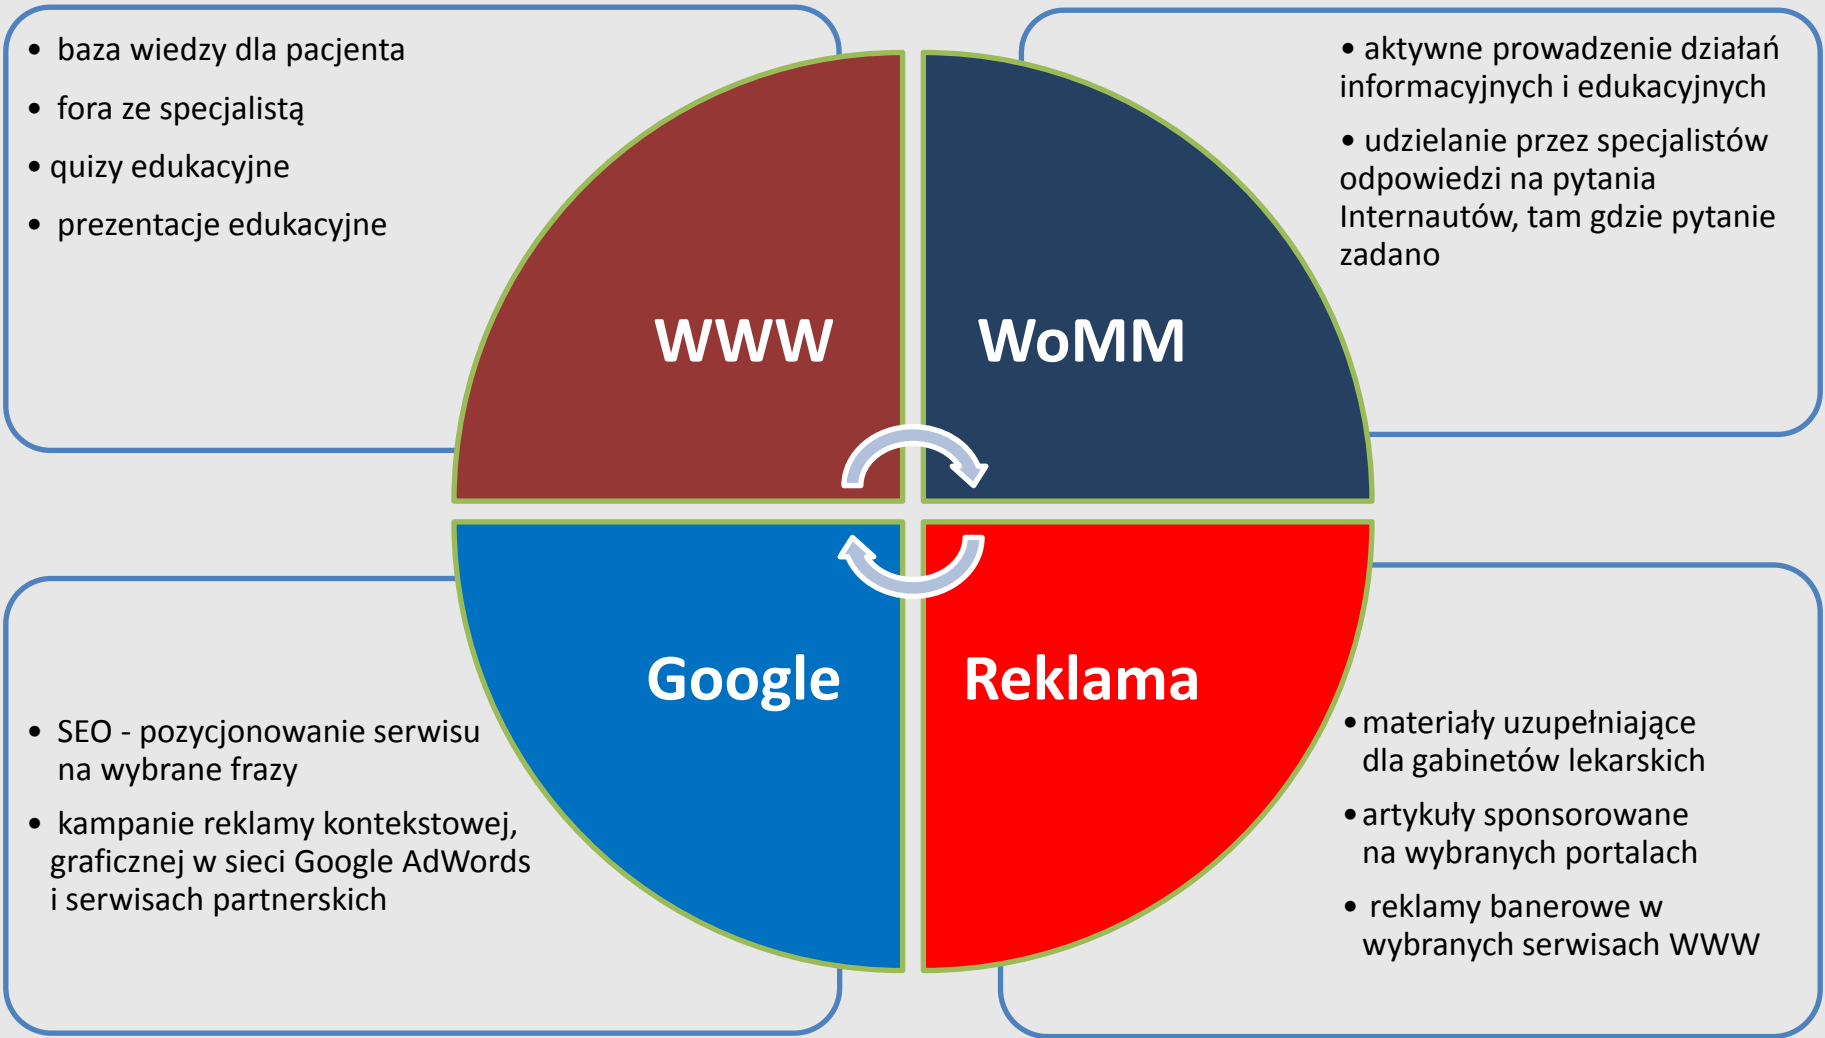 • baza wiedzy dla pacjenta
• fora ze specjalistą
• quizy edukacyjne
• prezentacje edukacyjne
• aktywne prowadzenie działań
informacyjnych i edukacyjnych
• udzielanie przez specjalistów
odpowiedzi na pytania
Internautów, tam gdzie pytanie
zadano
WWW
WoMM
Google
Reklama
• SEO - pozycjonowanie serwisu
na wybrane frazy
• kampanie reklamy kontekstowej,
graficznej w sieci Google AdWords
i serwisach partnerskich
• materiały uzupełniające
dla gabinetów lekarskich
• artykuły sponsorowane
na wybranych portalach
• reklamy banerowe w
wybranych serwisach WWW